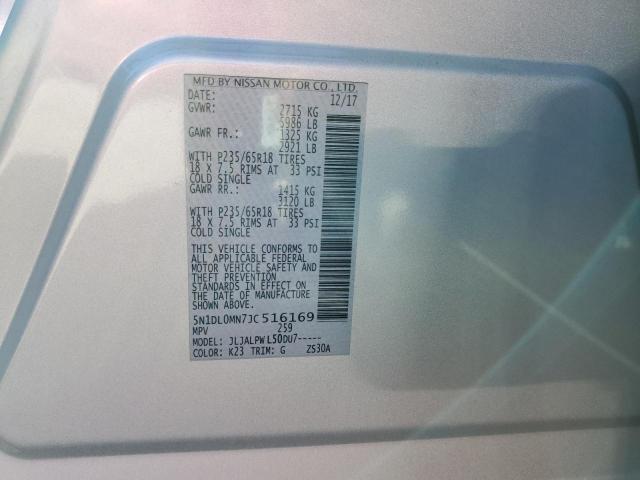 MFD BY NISSAN MOTOR CO., LTD.
DATE: 12/17
GVWR: 2715 KG
5986 LB
GAWR FR.: 1325 KG
2921 LB
WITH P235/65R18 TIRES
18 X 7.5 RIMS AT 33 PSI
COLD SINGLE
GAWR RR.: 1415 KG
3120 LB
WITH P235/65R18 TIRES
18 X 7.5 RIMS AT 33 PSI
COLD SINGLE
THIS VEHICLE CONFORMS TO
ALL APPLICABLE FEDERAL
MOTOR VEHICLE SAFETY AND
THEFT PREVENTION
STANDARDS IN EFFECT ON
THE DATE OF MANUFACTURE
SHOWN ABOVE.
5N1DL0MN7JC516169
MPV 259
MODEL: JLJALPWL50DU7-----
COLOR: K23 TRIM: G ZS30A